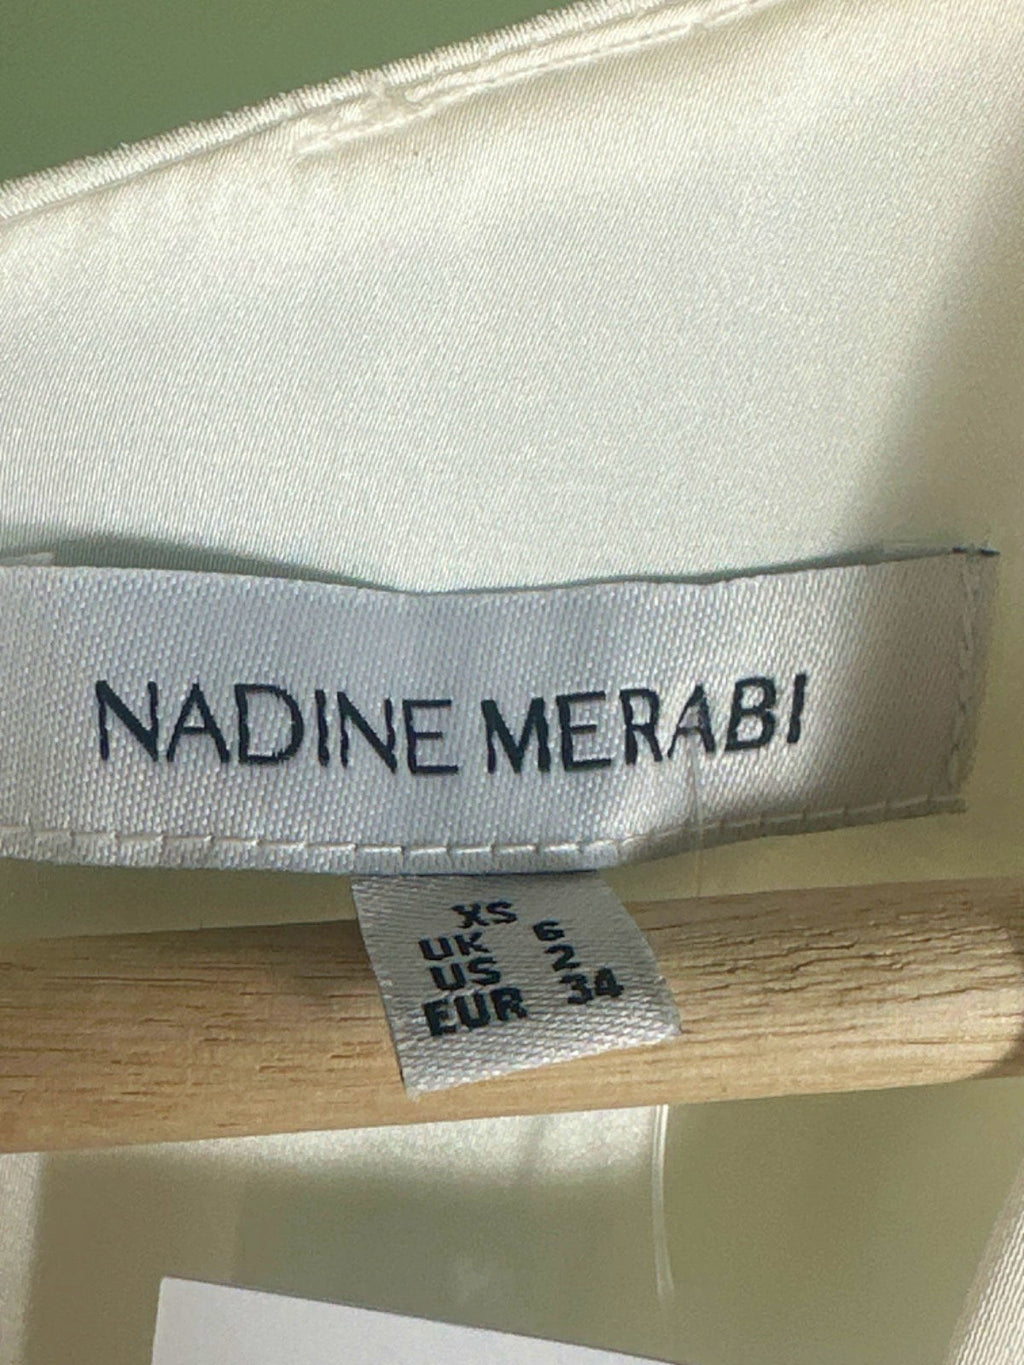 NADINE MERABI
XS
UK 6
US 2
EUR 34